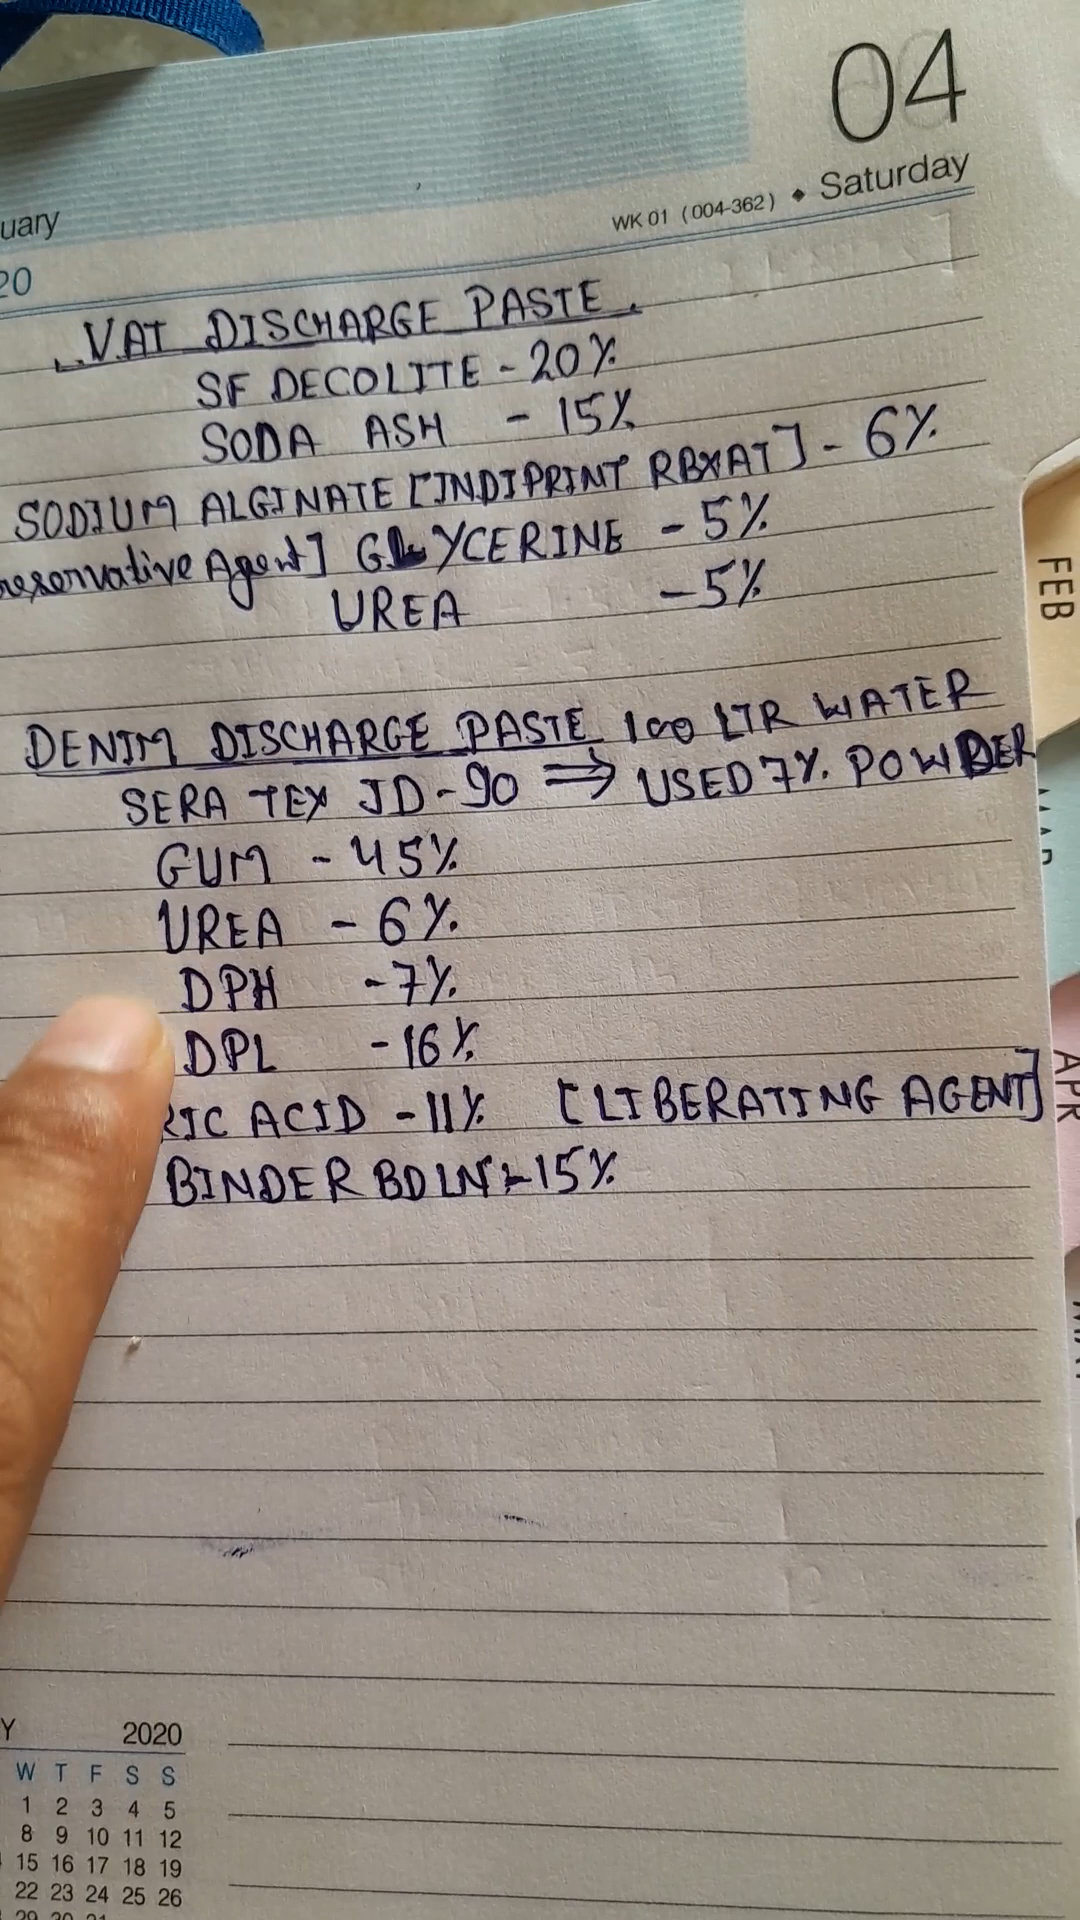 04
Saturday
WK 01 (004-362) ◆
uary
20
VAT DISCHARGE PASTE
SF DECOLITE - 20%
SODA ASH - 15%
SODIUM ALGINATE [INDIPRINT RBXAT] - 6%
reservative Agent] GLYCERINE - 5%
UREA - 5%
DENIM DISCHARGE PASTE 100 LTR WATER
SERA TEX JD-90 ⇒ USED 7% POWDER
GUM - 45%
UREA - 6%
DPH - 7%
DPL - 16%
RIC ACID - 11% [LIBERATING AGENT]
BINDER BDLN - 15%
FEB
MAR
APR
Y 2020
W T F S S
1 2 3 4 5
8 9 10 11 12
15 16 17 18 19
22 23 24 25 26
29 30 31